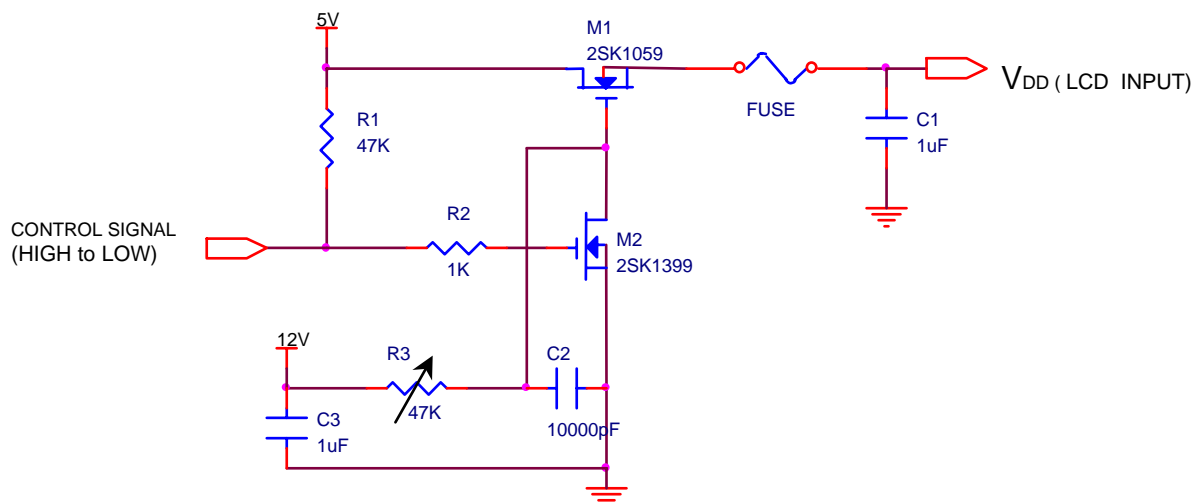 5V
M1
2SK1059
VDD ( LCD INPUT)
FUSE
R1
47K
C1
1uF
CONTROL SIGNAL
(HIGH to LOW)
R2
1K
M2
2SK1399
12V
R3
47K
C2
10000pF
C3
1uF